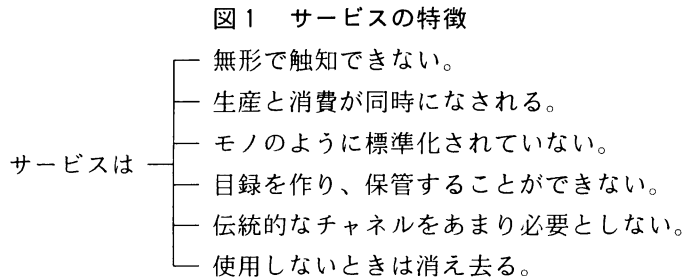 図1 サービスの特徴
無形で触知できない。
生産と消費が同時になされる。
モノのように標準化されていない。
サービスは
目録を作り、保管することができない。
伝統的なチャネルをあまり必要としない。
使用しないときは消え去る。